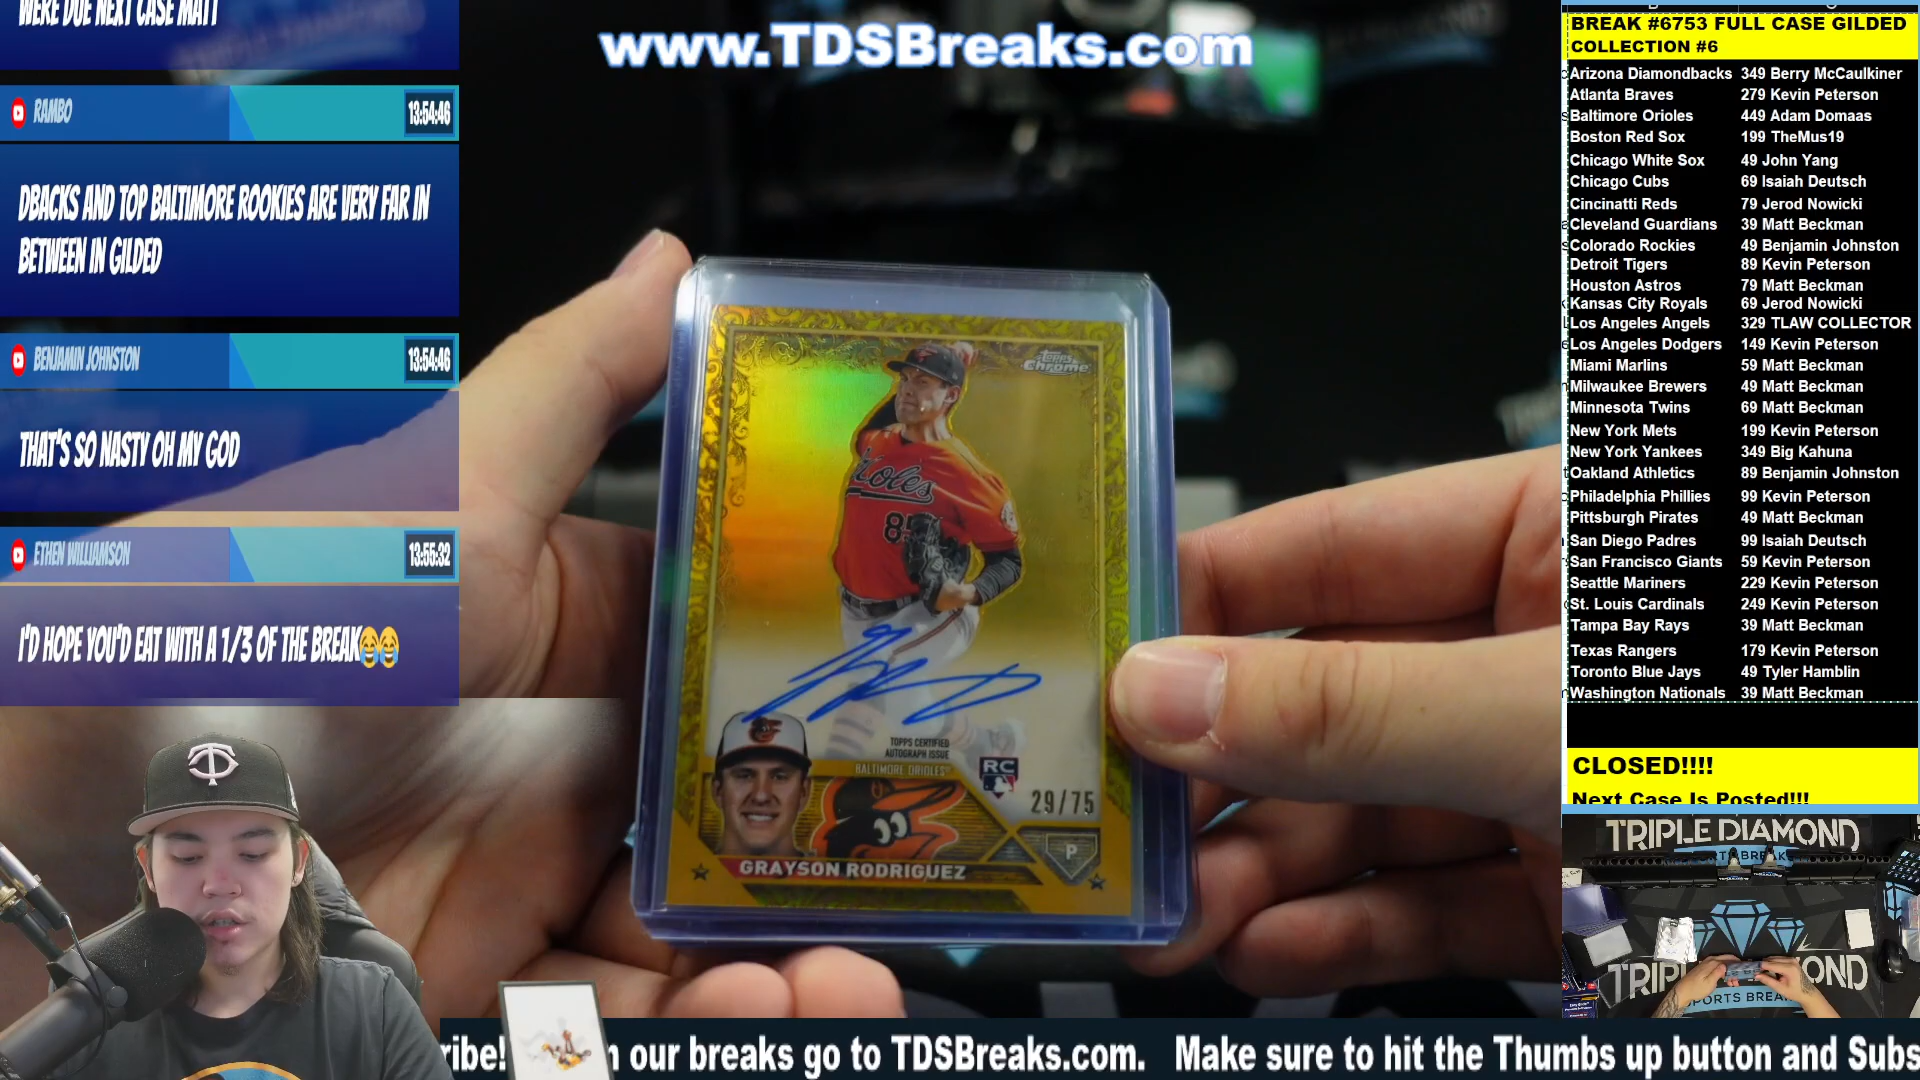 WERE DUE NEXT CASE MATT
RAMBO
13:54:46
DBACKS AND TOP BALTIMORE ROOKIES ARE VERY FAR IN
BETWEEN IN GILDED
BENJAMIN JOHNSTON
13:54:46
THAT'S SO NASTY OH MY GOD
ETHEN WILLIAMSON
13:55:32
I'D HOPE YOU'D EAT WITH A 1/3 OF THE BREAK😂😂
www.TDSBreaks.com
Topps
Chrome
Orioles
85
TOPPS CERTIFIED
AUTOGRAPH ISSUE
BALTIMORE ORIOLES
RC
29/75
P
GRAYSON RODRIGUEZ
BREAK #6753 FULL CASE GILDED
COLLECTION #6
Arizona Diamondbacks 349 Berry McCaulkiner
Atlanta Braves 279 Kevin Peterson
Baltimore Orioles 449 Adam Domaas
Boston Red Sox 199 TheMus19
Chicago White Sox 49 John Yang
Chicago Cubs 69 Isaiah Deutsch
Cincinatti Reds 79 Jerod Nowicki
Cleveland Guardians 39 Matt Beckman
Colorado Rockies 49 Benjamin Johnston
Detroit Tigers 89 Kevin Peterson
Houston Astros 79 Matt Beckman
Kansas City Royals 69 Jerod Nowicki
Los Angeles Angels 329 TLAW COLLECTOR
Los Angeles Dodgers 149 Kevin Peterson
Miami Marlins 59 Matt Beckman
Milwaukee Brewers 49 Matt Beckman
Minnesota Twins 69 Matt Beckman
New York Mets 199 Kevin Peterson
New York Yankees 349 Big Kahuna
Oakland Athletics 89 Benjamin Johnston
Philadelphia Phillies 99 Kevin Peterson
Pittsburgh Pirates 49 Matt Beckman
San Diego Padres 99 Isaiah Deutsch
San Francisco Giants 59 Kevin Peterson
Seattle Mariners 229 Kevin Peterson
St. Louis Cardinals 249 Kevin Peterson
Tampa Bay Rays 39 Matt Beckman
Texas Rangers 179 Kevin Peterson
Toronto Blue Jays 49 Tyler Hamblin
Washington Nationals 39 Matt Beckman
CLOSED!!!!
Next Case Is Posted!!!
TRIPLE DIAMOND
TC
ribe! our breaks go to TDSBreaks.com. Make sure to hit the Thumbs up button and Subs